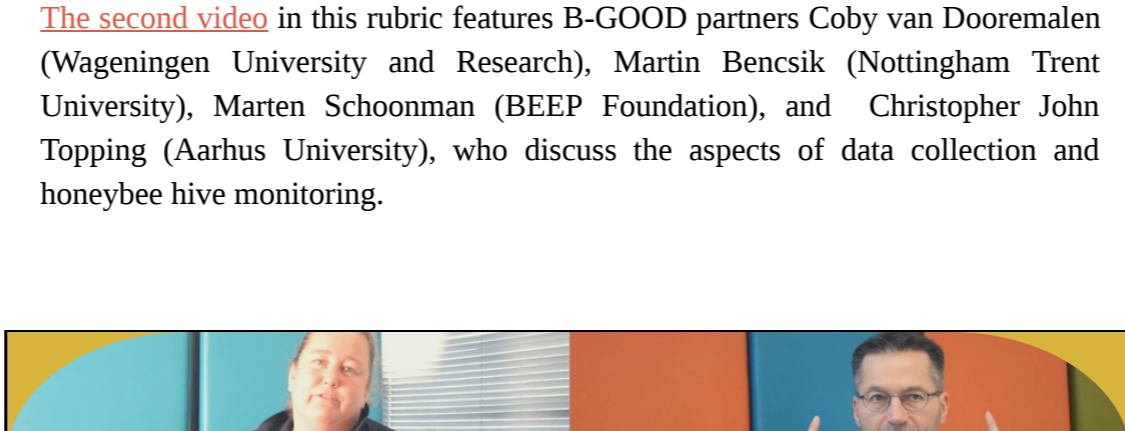 The second video in this rubric features B-GOOD partners Coby van Dooremalen
(Wageningen University and Research), Martin Bencsik (Nottingham Trent
University), Marten Schoonman (BEEP Foundation), and Christopher John
Topping (Aarhus University), who discuss the aspects of data collection and
honeybee hive monitoring.